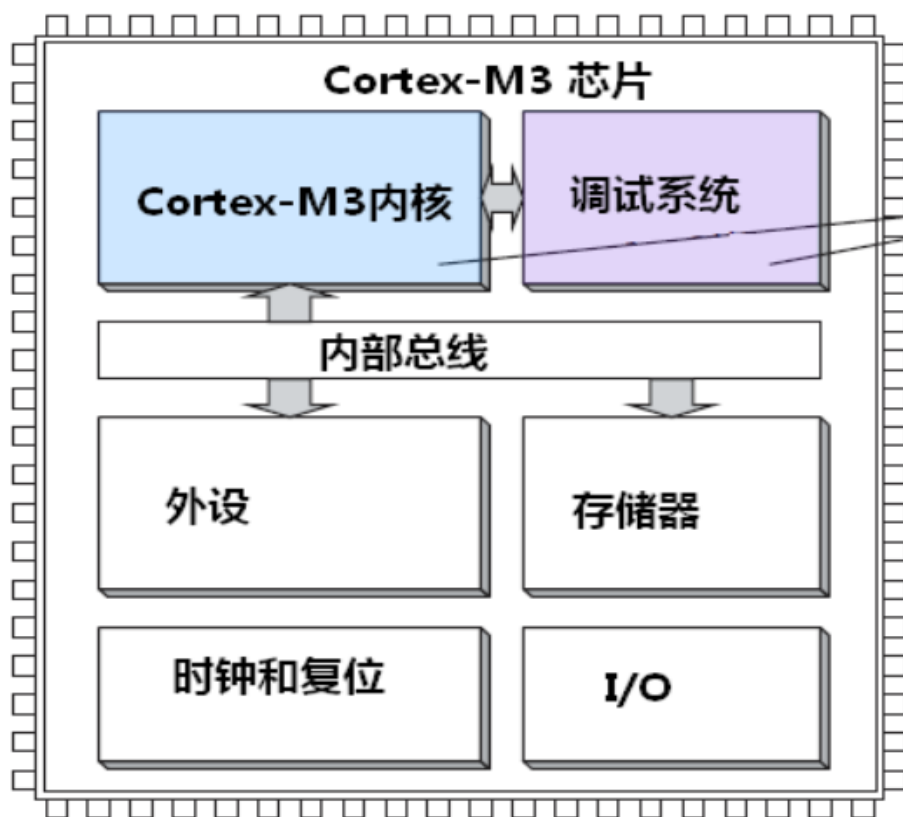 Cortex-M3 芯片
Cortex-M3内核
调试系统
内部总线
外设
存储器
时钟和复位
I/O